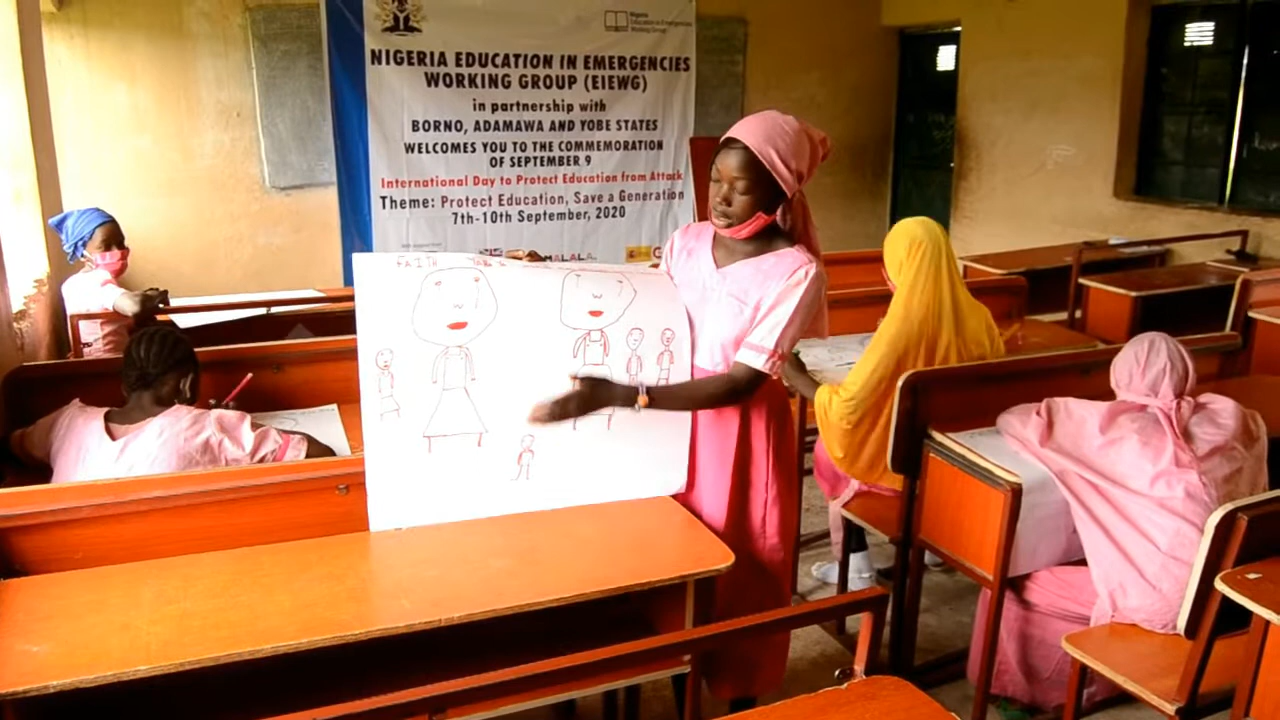 Nigeria
Education in Emergencies
Working Group
NIGERIA EDUCATION IN EMERGENCIES
WORKING GROUP (EIEWG)
in partnership with
BORNO, ADAMAWA AND YOBE STATES
WELCOMES YOU TO THE COMMEMORATION
OF SEPTEMBER 9
International Day to Protect Education from Attack
Theme: Protect Education, Save a Generation
7th-10th September, 2020
MALALA
FAITH